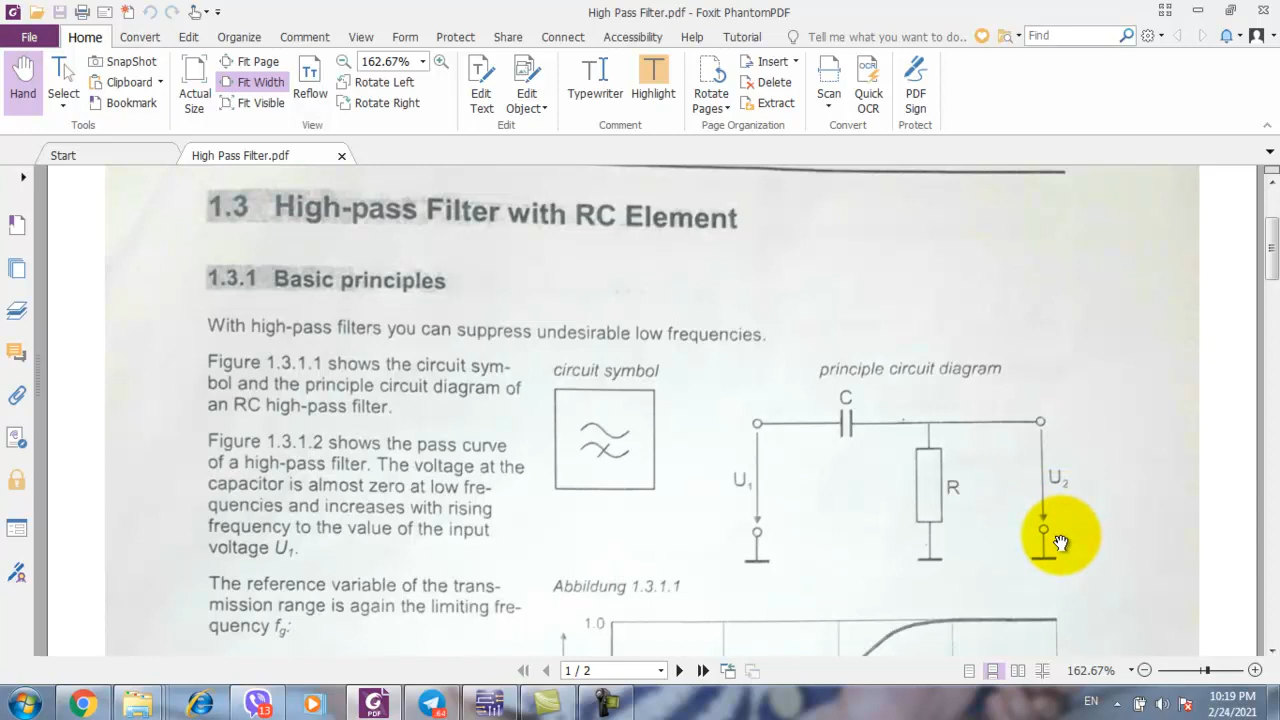 High Pass Filter.pdf - Foxit PhantomPDF
File Home Convert Edit Organize Comment View Form Protect Share Connect Accessibility Help Tutorial Tell me what you want to do.. Find
Hand
Select
SnapShot
Clipboard
Bookmark
Tools
Actual Size
Fit Page
Fit Width
Fit Visible
Reflow
162.67%
Rotate Left
Rotate Right
View
Edit Text
Edit Object
Edit
Typewriter
Highlight
Comment
Rotate Pages
Insert
Delete
Extract
Page Organization
Scan
Quick OCR
Convert
PDF Sign
Protect
Start
High Pass Filter.pdf
1.3 High-pass Filter with RC Element
1.3.1 Basic principles
With high-pass filters you can suppress undesirable low frequencies.
Figure 1.3.1.1 shows the circuit sym-
bol and the principle circuit diagram of
an RC high-pass filter.
Figure 1.3.1.2 shows the pass curve
of a high-pass filter. The voltage at the
capacitor is almost zero at low fre-
quencies and increases with rising
frequency to the value of the input
voltage U1.
The reference variable of the trans-
mission range is again the limiting fre-
quency fg:
circuit symbol
principle circuit diagram
C
U1
R
U2
Abbildung 1.3.1.1
1.0
1 / 2
162.67%
13
PDF
64
EN
10:19 PM
2/24/2021